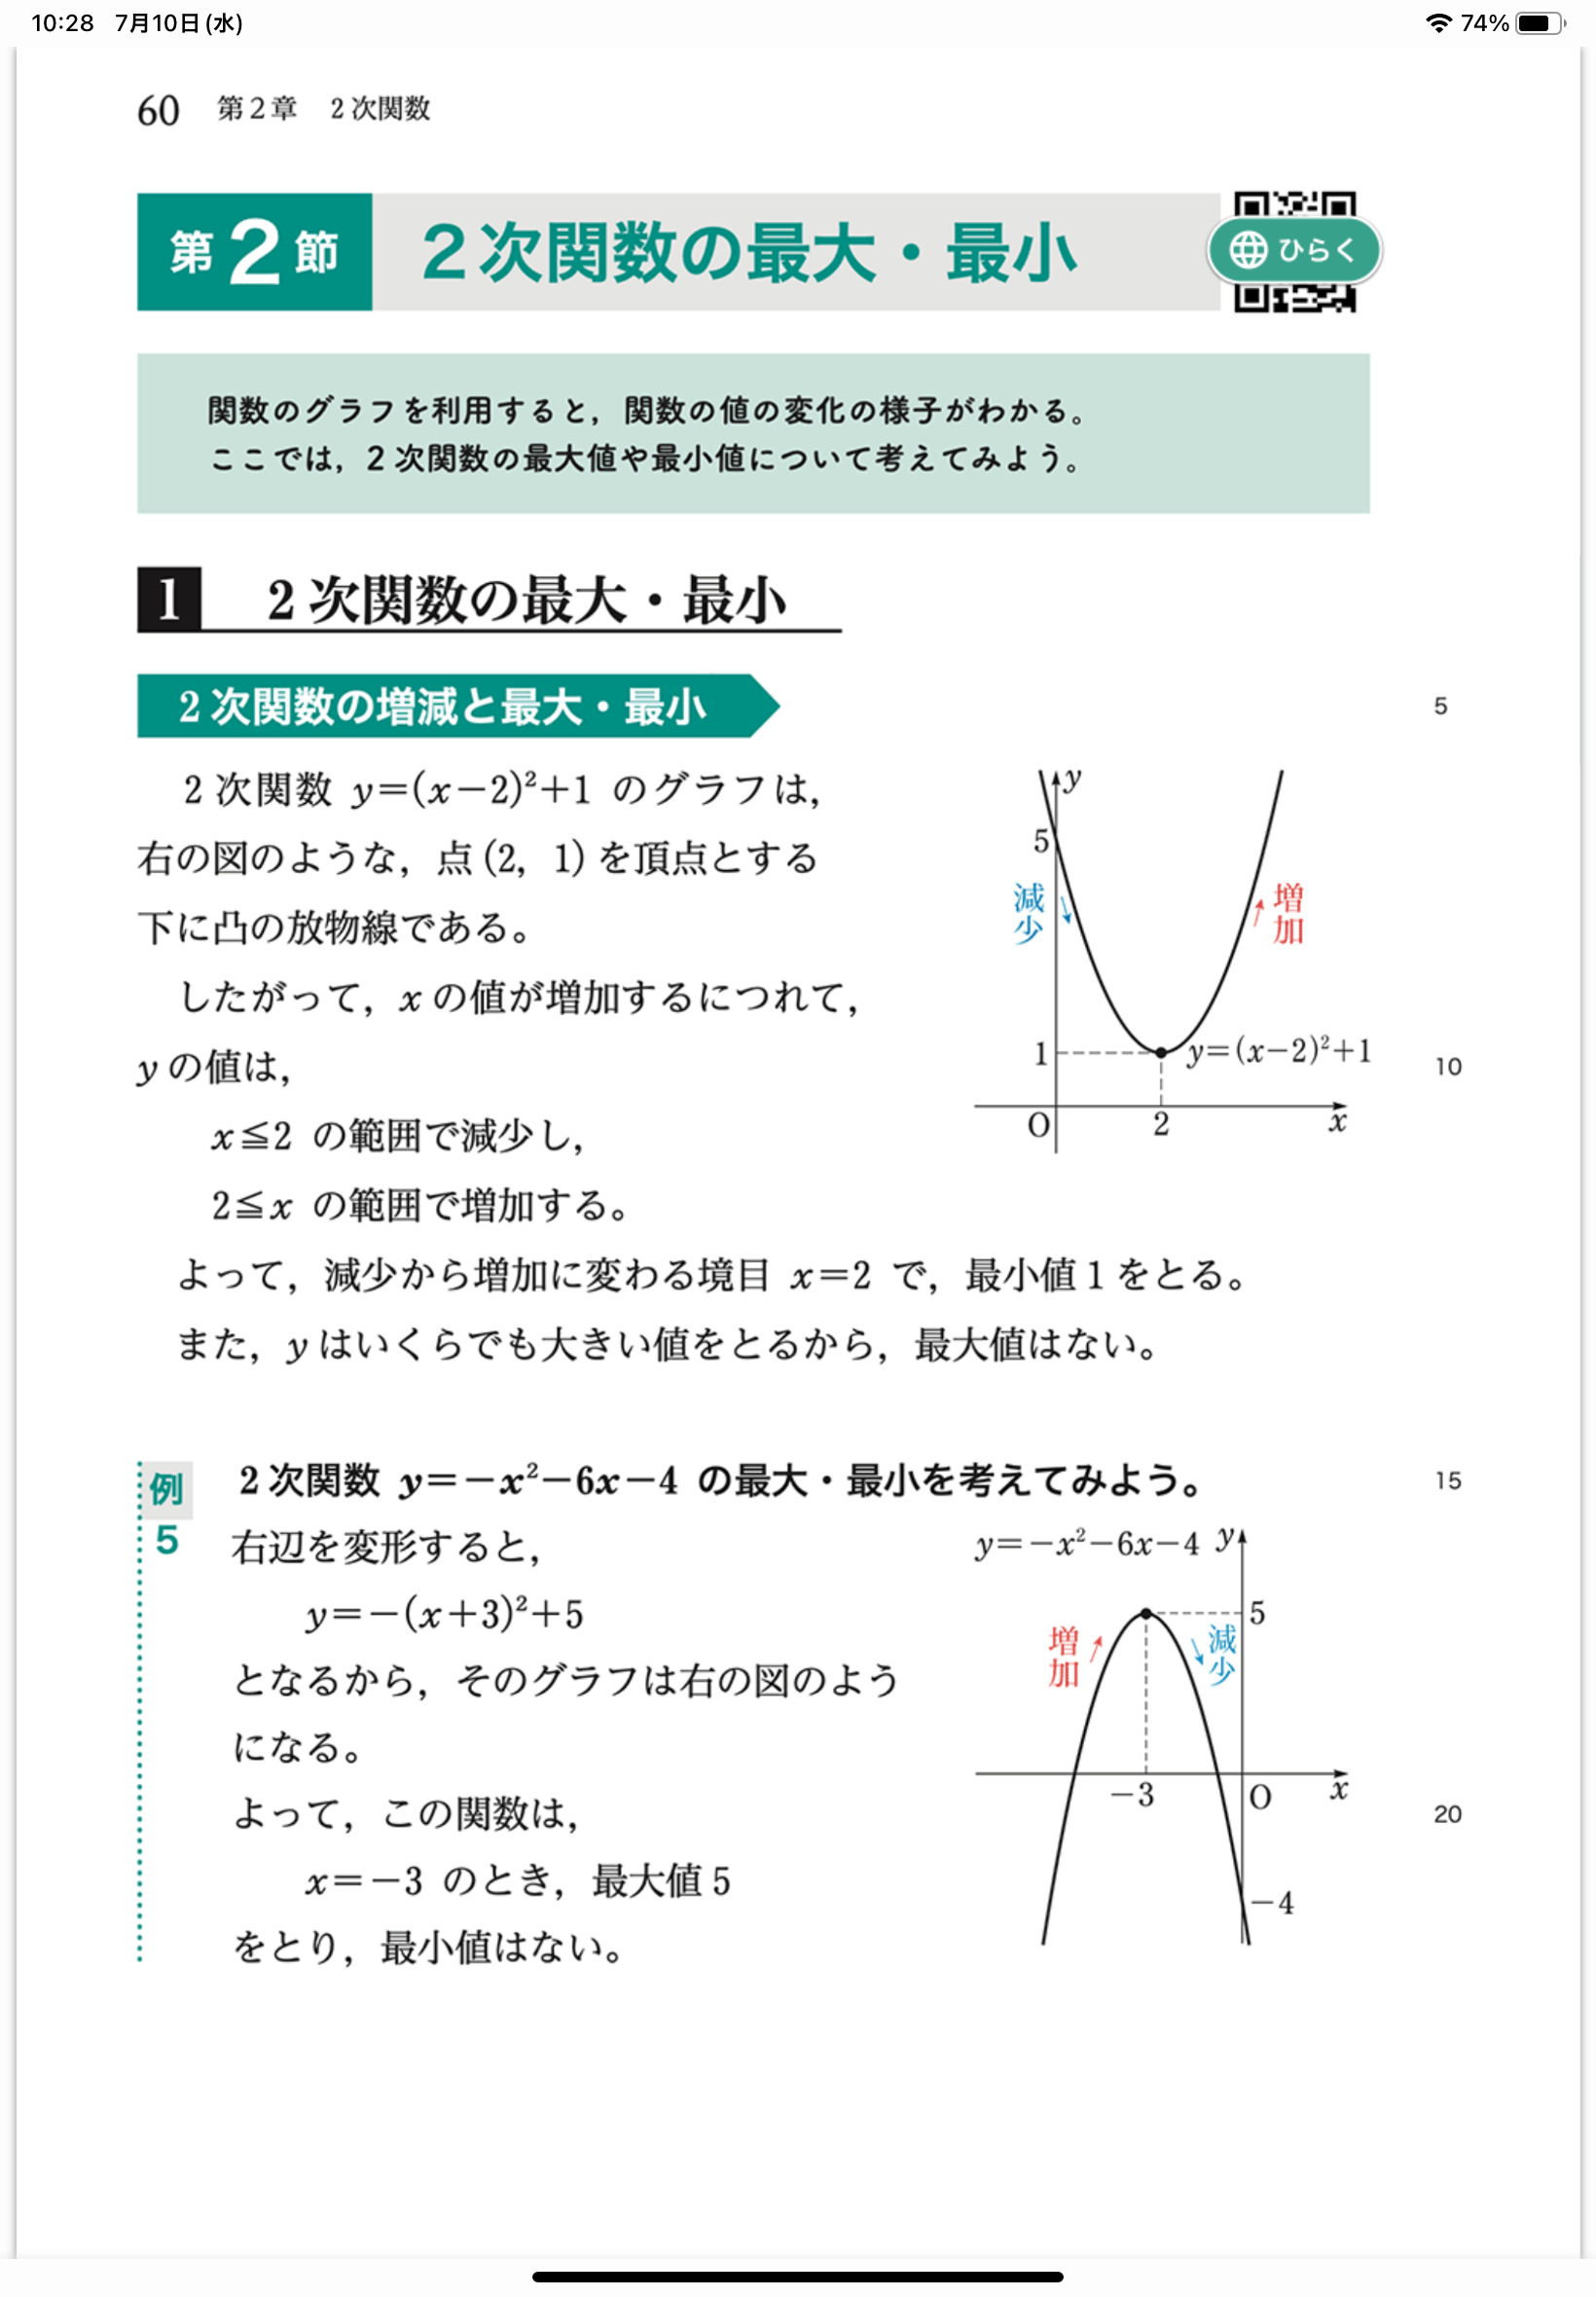 10:28 7月10日(水)
74%
60 第2章 2次関数
第2節 2次関数の最大・最小
ひらく
関数のグラフを利用すると，関数の値の変化の様子がわかる。
ここでは，2次関数の最大値や最小値について考えてみよう。
1 2次関数の最大・最小
2次関数の増減と最大・最小
5
2次関数 y=(x−2)²+1 のグラフは，
右の図のような，点(2, 1)を頂点とする
下に凸の放物線である。
したがって，xの値が増加するにつれて，
yの値は，
10
x≦2 の範囲で減少し，
2≦x の範囲で増加する。
よって，減少から増加に変わる境目 x=2 で，最小値1をとる。
また，yはいくらでも大きい値をとるから，最大値はない。
y
5
減少
増加
1
y=(x−2)²+1
O
2
x
例5
2次関数 y=−x²−6x−4 の最大・最小を考えてみよう。
15
右辺を変形すると，
y=−(x+3)²+5
となるから，そのグラフは右の図のよう
になる。
よって，この関数は，
20
x=−3 のとき，最大値5
をとり，最小値はない。
y=−x²−6x−4
y
5
増加
減少
−3
O
x
−4